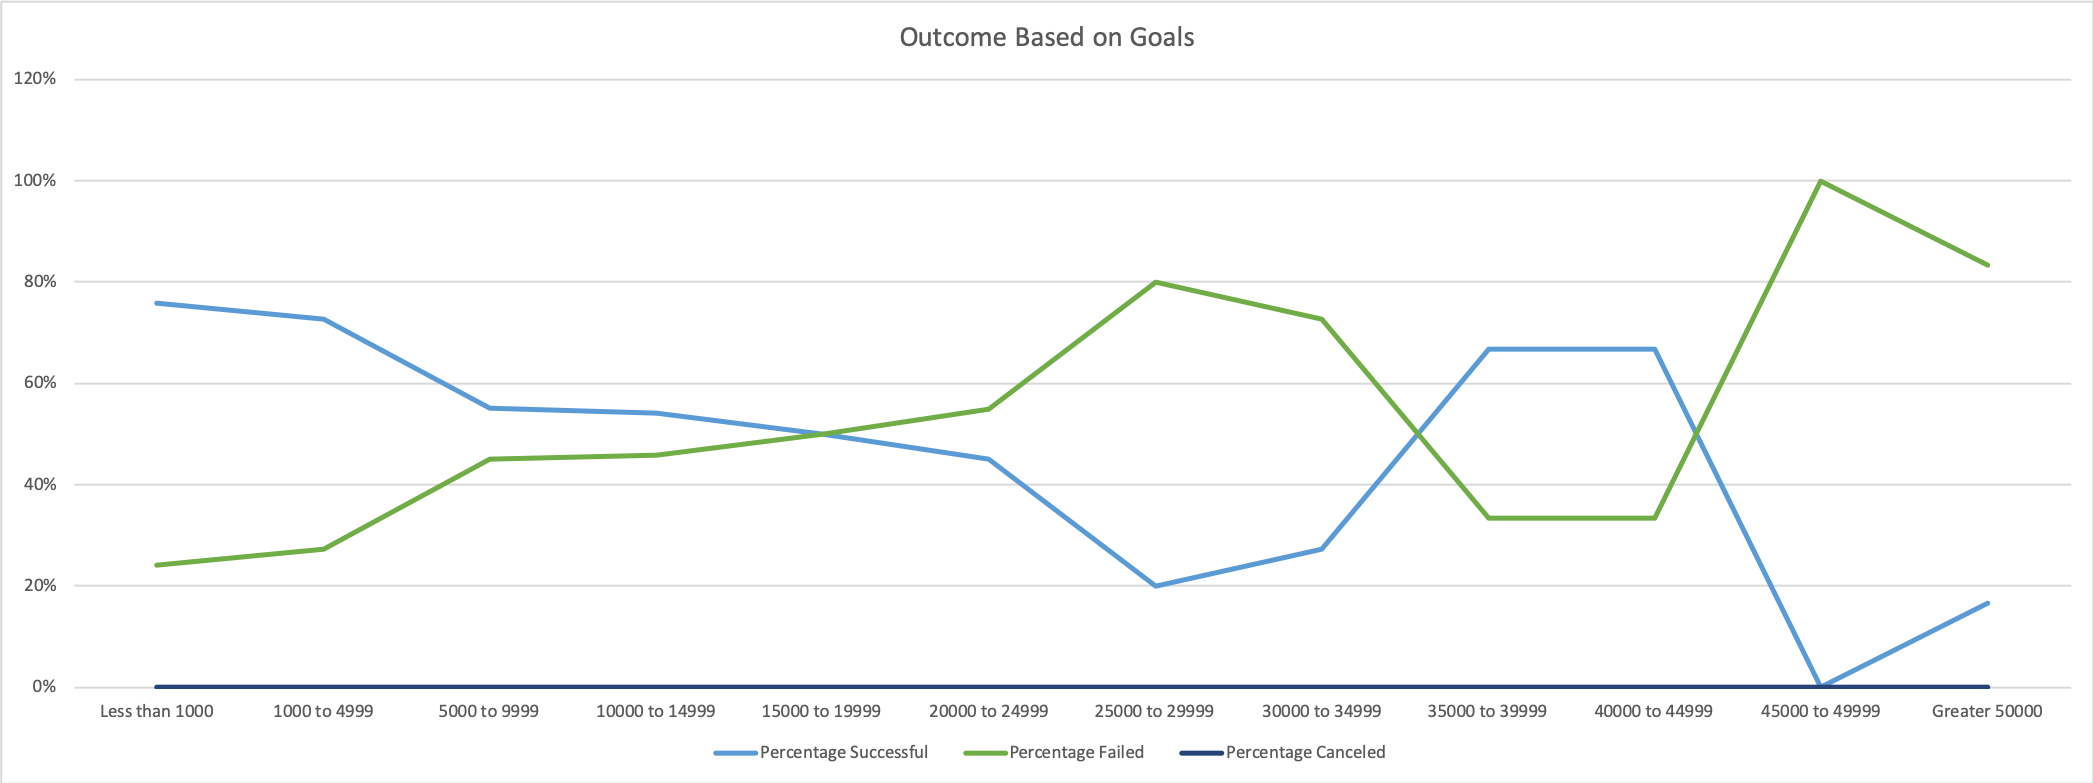 Outcome Based on Goals
120%
100%
80%
60%
40%
20%
0%
Less than 1000 1000 to 4999 5000 to 9999 10000 to 14999 15000 to 19999 20000 to 24999 25000 to 29999 30000 to 34999 35000 to 39999 40000 to 44999 45000 to 49999 Greater 50000
Percentage Successful Percentage Failed Percentage Canceled